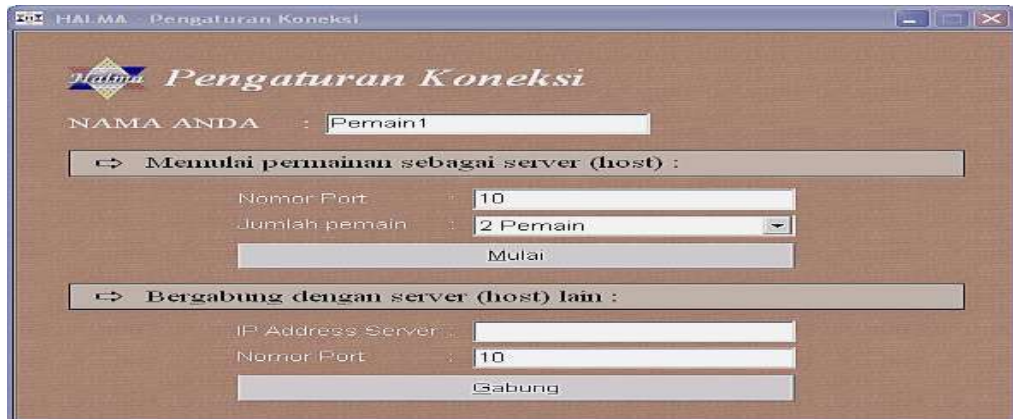 HALMA - Pengaturan Koneksi
Halma Pengaturan Koneksi
NAMA ANDA : Pemain1
⇨ Memulai permainan sebagai server (host) :
Nomor Port : 10
Jumlah pemain : 2 Pemain
Mulai
⇨ Bergabung dengan server (host) lain :
IP Address Server :
Nomor Port : 10
Gabung